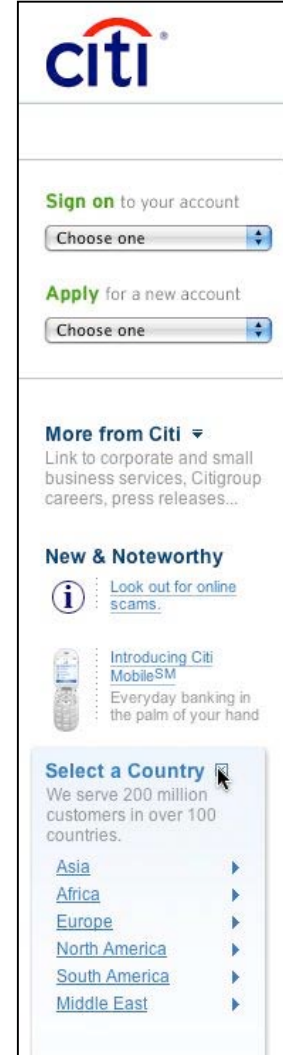 citi®
Sign on to your account
Choose one
Apply for a new account
Choose one
More from Citi
Link to corporate and small
business services, Citigroup
careers, press releases...
New & Noteworthy
i
Look out for online
scams.
Introducing Citi
MobileSM
Everyday banking in
the palm of your hand
Select a Country
We serve 200 million
customers in over 100
countries.
Asia
Africa
Europe
North America
South America
Middle East